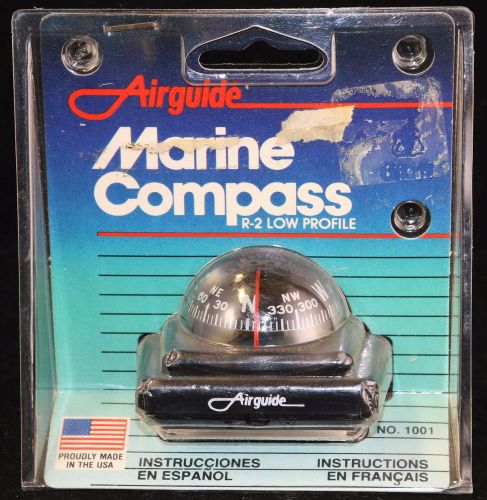 Airguide
Marine
Compass
R-2 LOW PROFILE
60 30 N 330 300 W
NE NW
Airguide
NO. 1001
PROUDLY MADE
IN THE USA
INSTRUCCIONES
EN ESPAÑOL
INSTRUCTIONS
EN FRANÇAIS